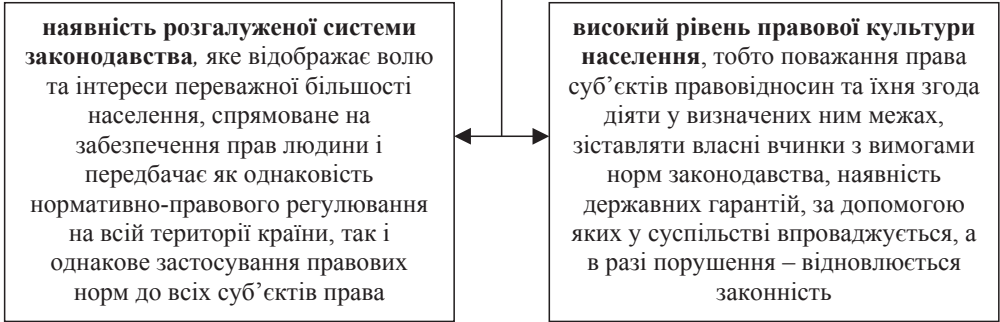 наявність розгалуженої системи
законодавства, яке відображає волю
та інтереси переважної більшості
населення, спрямоване на
забезпечення прав людини і
передбачає як однаковість
нормативно-правового регулювання
на всій території країни, так і
однакове застосування правових
норм до всіх суб’єктів права
високий рівень правової культури
населення, тобто поважання права
суб’єктів правовідносин та їхня згода
діяти у визначених ним межах,
зіставляти власні вчинки з вимогами
норм законодавства, наявність
державних гарантій, за допомогою
яких у суспільстві впроваджується, а
в разі порушення – відновлюється
законність